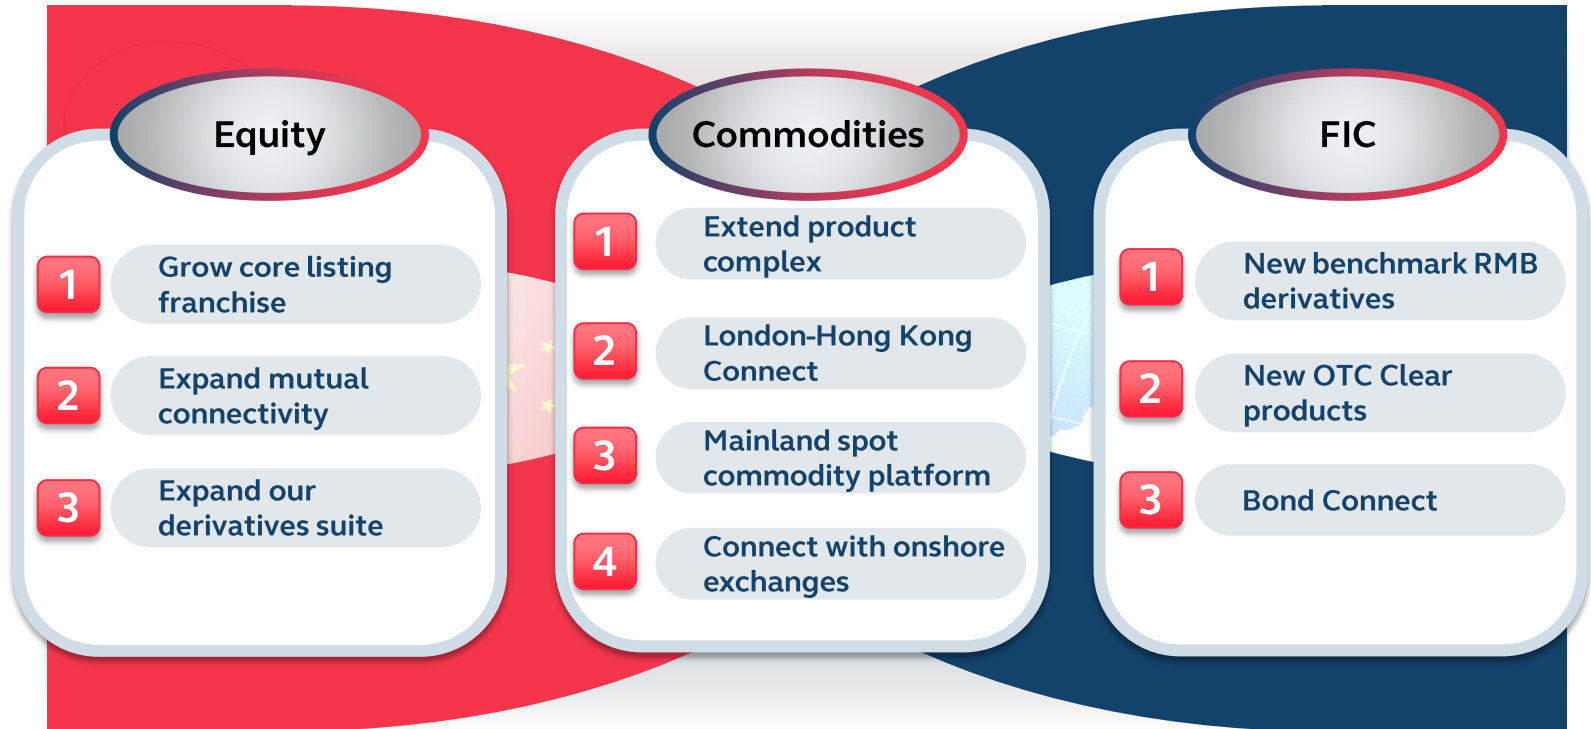 Equity
1
Grow core listing
franchise
2
Expand mutual
connectivity
3
Expand our
derivatives suite
Commodities
1
Extend product
complex
2
London-Hong Kong
Connect
3
Mainland spot
commodity platform
4
Connect with onshore
exchanges
FIC
1
New benchmark RMB
derivatives
2
New OTC Clear
products
3
Bond Connect